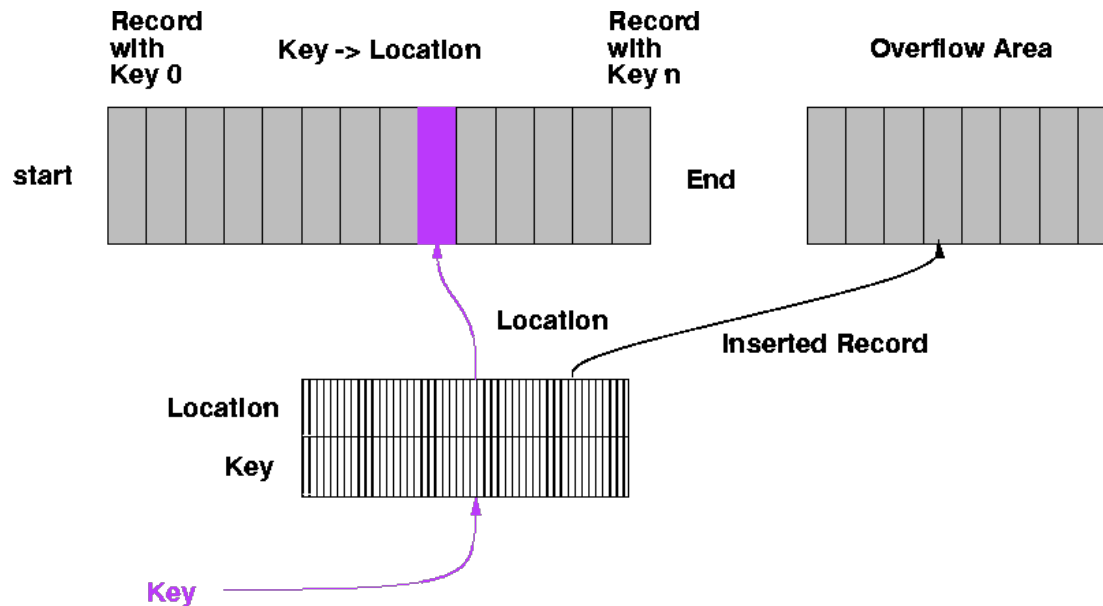 Record
with
Key 0
Key -> Location
Record
with
Key n
Overflow Area
start
End
Location
Inserted Record
Location
Key
Key